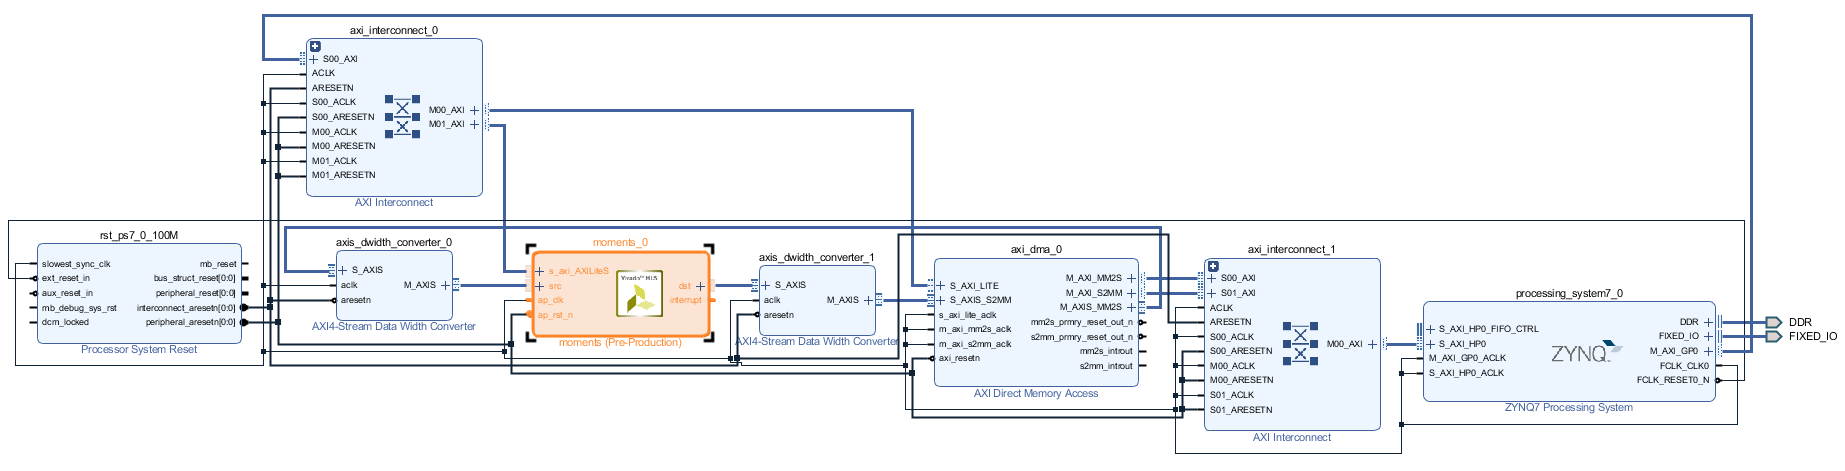 axi_interconnect_0
S00_AXI
ACLK
ARESETN
S00_ACLK
S00_ARESETN
M00_ACLK
M00_ARESETN
M01_ACLK
M01_ARESETN
M00_AXI
M01_AXI
AXI Interconnect
rst_ps7_0_100M
slowest_sync_clk
ext_reset_in
aux_reset_in
mb_debug_sys_rst
dcm_locked
mb_reset
bus_struct_reset[0:0]
peripheral_reset[0:0]
interconnect_aresetn[0:0]
peripheral_aresetn[0:0]
Processor System Reset
axis_dwidth_converter_0
S_AXIS
aclk
aresetn
M_AXIS
AXI4-Stream Data Width Converter
moments_0
s_axi_AXILiteS
src
ap_clk
ap_rst_n
Vivado™ HLS
dst
interrupt
moments (Pre-Production)
axis_dwidth_converter_1
S_AXIS
aclk
aresetn
M_AXIS
AXI4-Stream Data Width Converter
axi_dma_0
S_AXI_LITE
S_AXIS_S2MM
s_axi_lite_aclk
m_axi_mm2s_aclk
m_axi_s2mm_aclk
axi_resetn
M_AXI_MM2S
M_AXI_S2MM
M_AXIS_MM2S
mm2s_prmry_reset_out_n
s2mm_prmry_reset_out_n
mm2s_introut
s2mm_introut
AXI Direct Memory Access
axi_interconnect_1
S00_AXI
S01_AXI
ACLK
ARESETN
S00_ACLK
S00_ARESETN
M00_ACLK
M00_ARESETN
S01_ACLK
S01_ARESETN
M00_AXI
AXI Interconnect
processing_system7_0
S_AXI_HP0_FIFO_CTRL
S_AXI_HP0
M_AXI_GP0_ACLK
S_AXI_HP0_ACLK
ZYNQ
DDR
FIXED_IO
M_AXI_GP0
FCLK_CLK0
FCLK_RESET0_N
ZYNQ7 Processing System
DDR
FIXED_IO